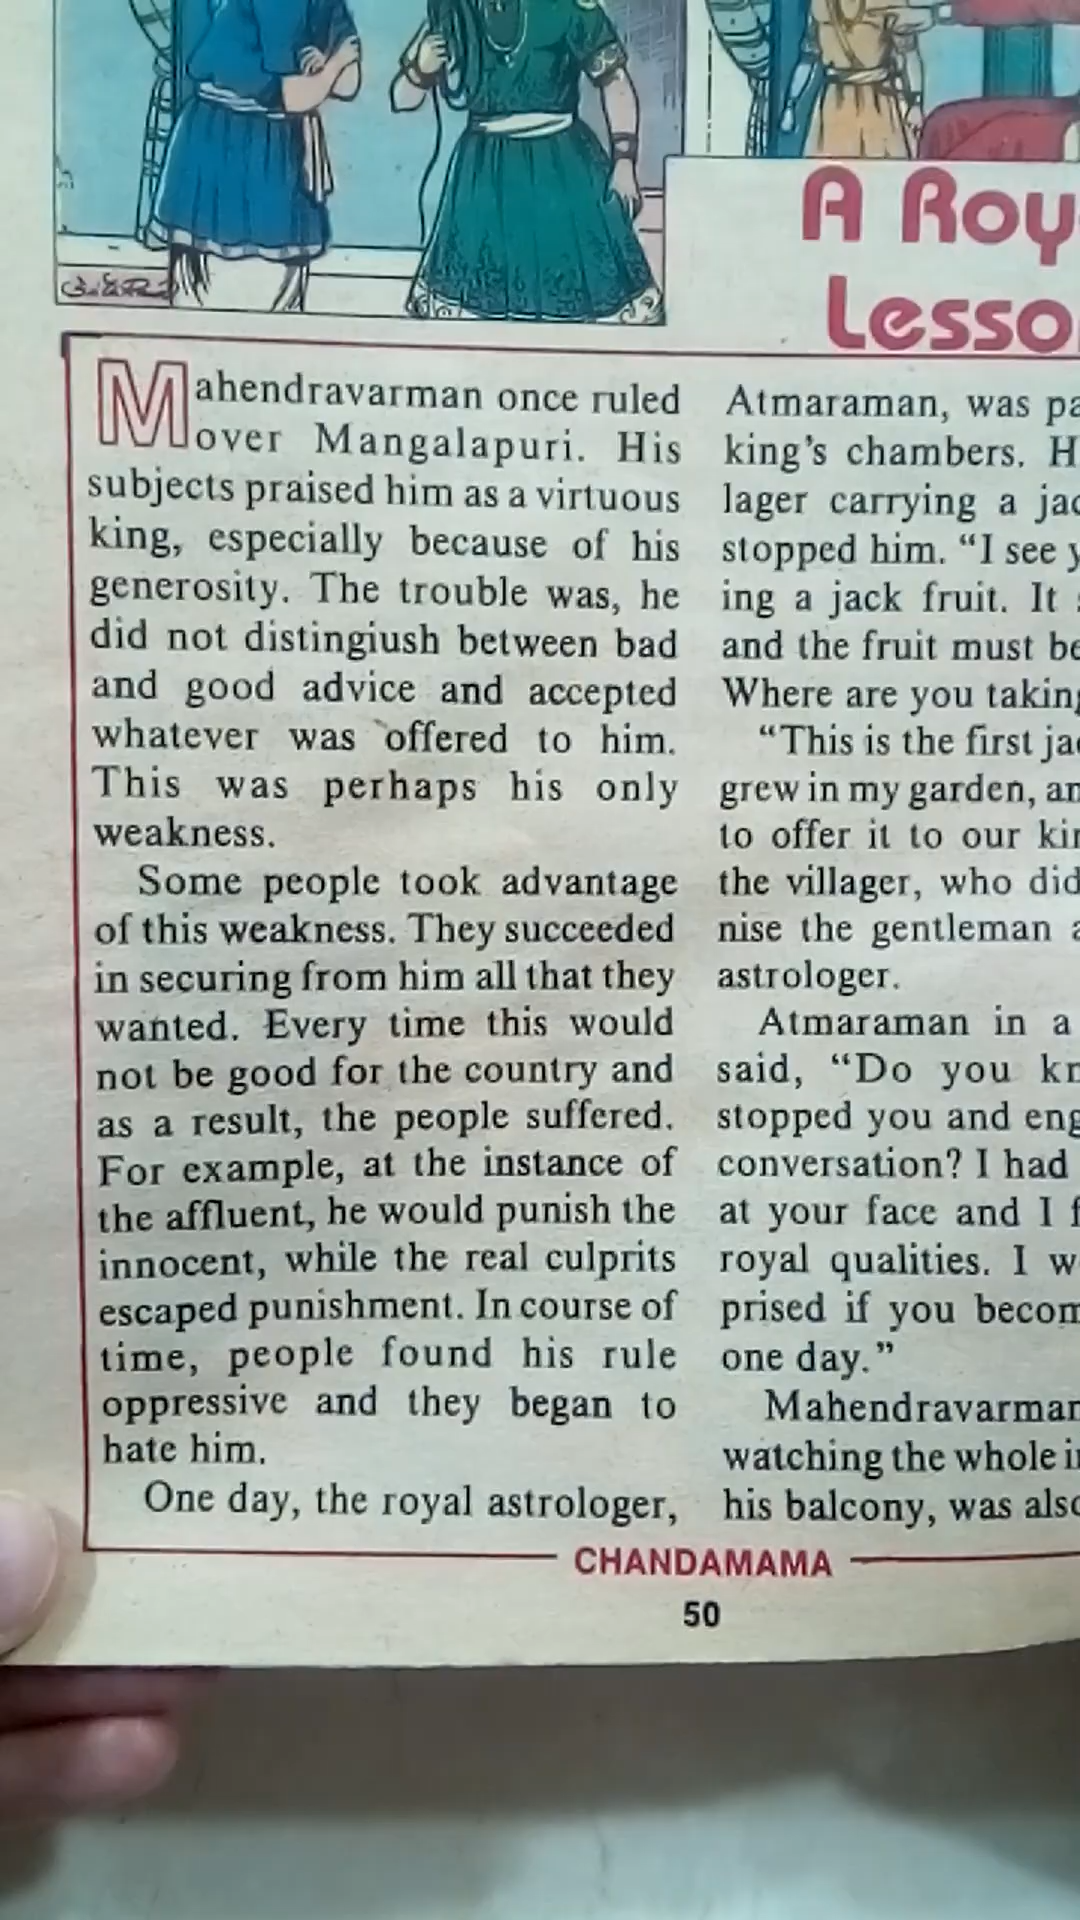 A Roy
Lesso
Mahendravarman once ruled
over Mangalapuri. His
subjects praised him as a virtuous
king, especially because of his
generosity. The trouble was, he
did not distingiush between bad
and good advice and accepted
whatever was offered to him.
This was perhaps his only
weakness.
Some people took advantage
of this weakness. They succeeded
in securing from him all that they
wanted. Every time this would
not be good for the country and
as a result, the people suffered.
For example, at the instance of
the affluent, he would punish the
innocent, while the real culprits
escaped punishment. In course of
time, people found his rule
oppressive and they began to
hate him.
One day, the royal astrologer,
Atmaraman, was pa
king's chambers. H
lager carrying a jac
stopped him. “I see y
ing a jack fruit. It
and the fruit must be
Where are you taking
“This is the first jac
grew in my garden, an
to offer it to our kin
the villager, who did
nise the gentleman a
astrologer.
Atmaraman in a
said, “Do you kn
stopped you and eng
conversation? I had
at your face and I f
royal qualities. I w
prised if you becom
one day.”
Mahendravarman
watching the whole in
his balcony, was also
CHANDAMAMA
50